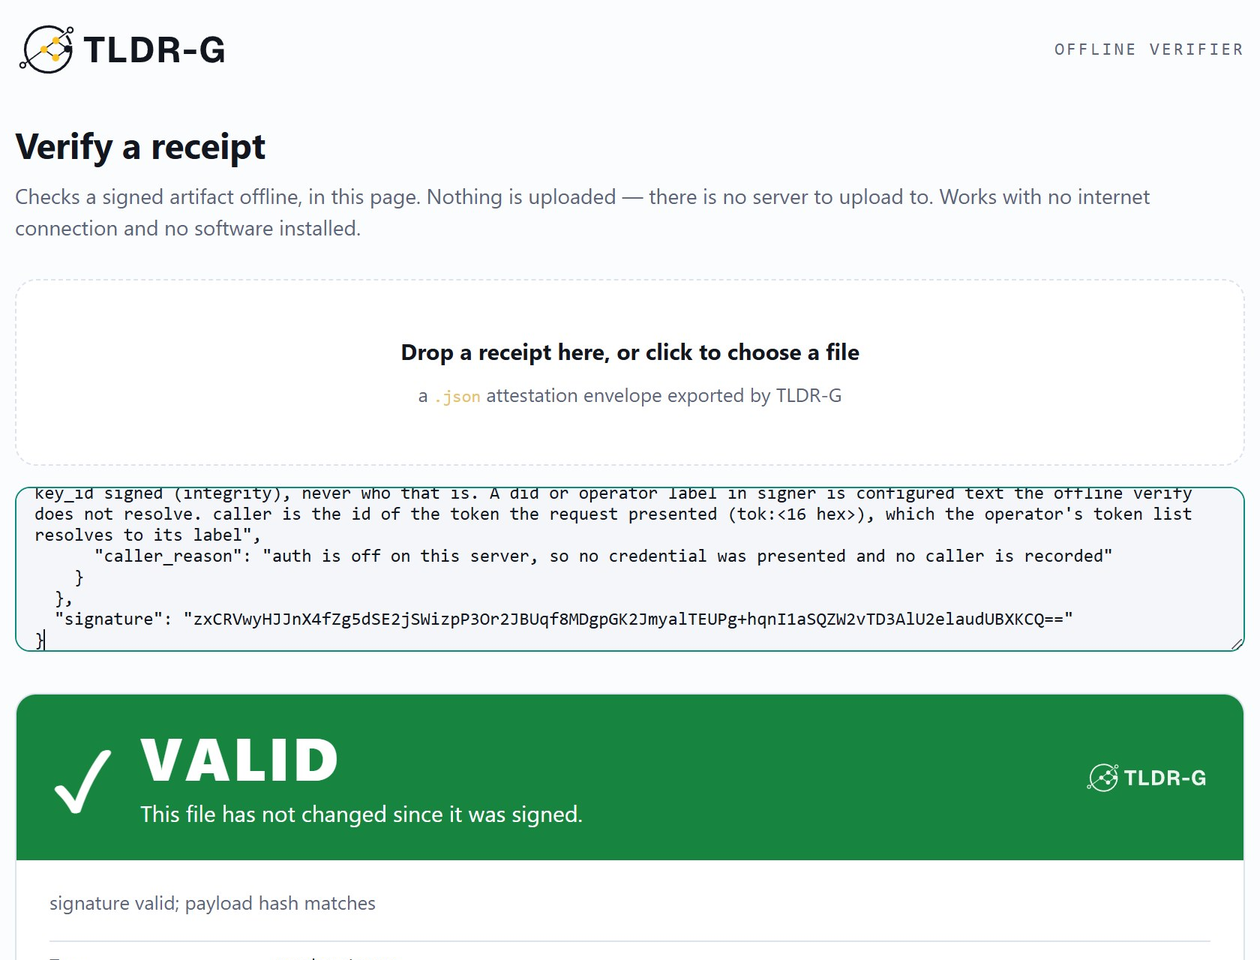 TLDR-G
OFFLINE VERIFIER
Verify a receipt
Checks a signed artifact offline, in this page. Nothing is uploaded — there is no server to upload to. Works with no internet
connection and no software installed.
Drop a receipt here, or click to choose a file
a .json attestation envelope exported by TLDR-G
key_id signed (integrity), never who that is. A did or operator label in signer is configured text the offline verify
does not resolve. caller is the id of the token the request presented (tok:<16 hex>), which the operator's token list
resolves to its label",
"caller_reason": "auth is off on this server, so no credential was presented and no caller is recorded"
}
},
"signature": "zxCRVwyHJJnX4fZg5dSE2jSWizpP3Or2JBUqf8MDgpGK2JmyalTEUPg+hqnI1aSQZW2vTD3AlU2elaudUBXKCQ=="
}
VALID
This file has not changed since it was signed.
TLDR-G
signature valid; payload hash matches